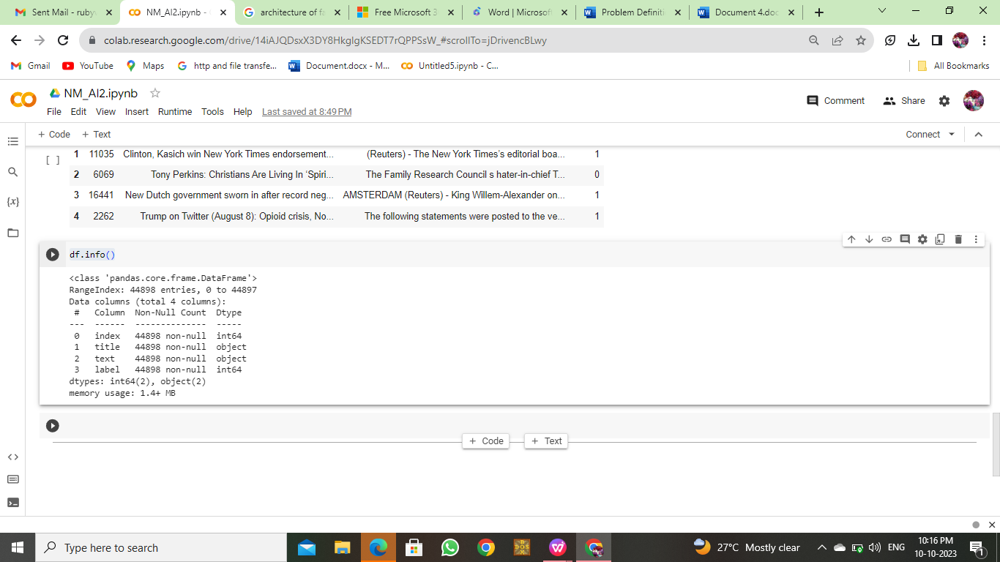 Sent Mail - ruby
NM_AI2.ipynb -
architecture of fa
Free Microsoft 3
Word | Microsof
Problem Definiti
Document 4.doc
colab.research.google.com/drive/14iAJQDsxX3DY8HkgIgKSEDT7rQPPSsW_#scrollTo=jDrivencBLwy
Gmail YouTube Maps http and file transfe... Document.docx - M... Untitled5.ipynb - C... All Bookmarks
NM_AI2.ipynb
Comment Share
File Edit View Insert Runtime Tools Help Last saved at 8:49 PM
+ Code + Text Connect
[ ] 1 11035 Clinton, Kasich win New York Times endorsement... (Reuters) - The New York Times's editorial boa... 1
2 6069 Tony Perkins: Christians Are Living In ‘Spiri... The Family Research Council s hater-in-chief T... 0
3 16441 New Dutch government sworn in after record neg... AMSTERDAM (Reuters) - King Willem-Alexander on... 1
4 2262 Trump on Twitter (August 8): Opioid crisis, No... The following statements were posted to the ve... 1
df.info()
<class 'pandas.core.frame.DataFrame'>
RangeIndex: 44898 entries, 0 to 44897
Data columns (total 4 columns):
# Column Non-Null Count Dtype
--- ------ -------------- -----
0 index 44898 non-null int64
1 title 44898 non-null object
2 text 44898 non-null object
3 label 44898 non-null int64
dtypes: int64(2), object(2)
memory usage: 1.4+ MB
+ Code + Text
Type here to search
27°C Mostly clear
ENG
10:16 PM
10-10-2023
1